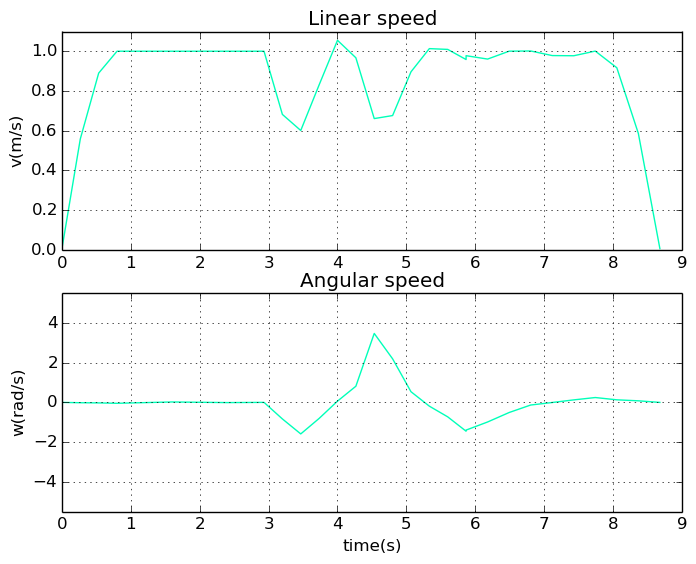 Linear speed
1.0
0.8
0.6
0.4
0.2
0.0
v(m/s)
0 1 2 3 4 5 6 7 8 9
Angular speed
4
2
0
−2
−4
w(rad/s)
0 1 2 3 4 5 6 7 8 9
time(s)